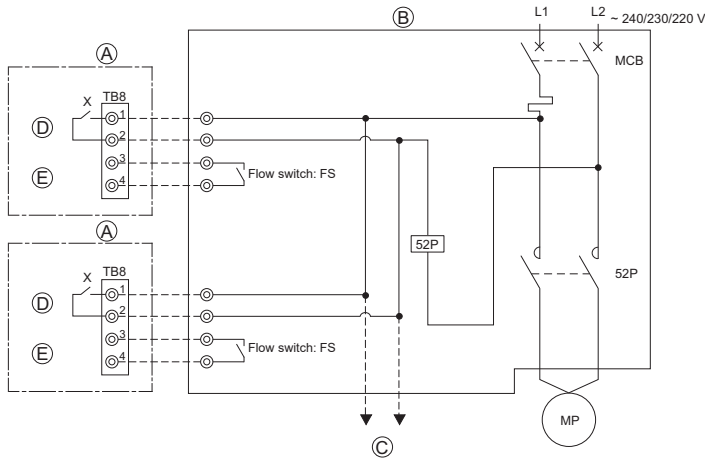 B
L1 L2 ~ 240/230/220 V
A
MCB
TB8
X
1
D
2
3
E
4
Flow switch: FS
A
52P
TB8
52P
X
1
D
2
3
E
4
Flow switch: FS
MP
C